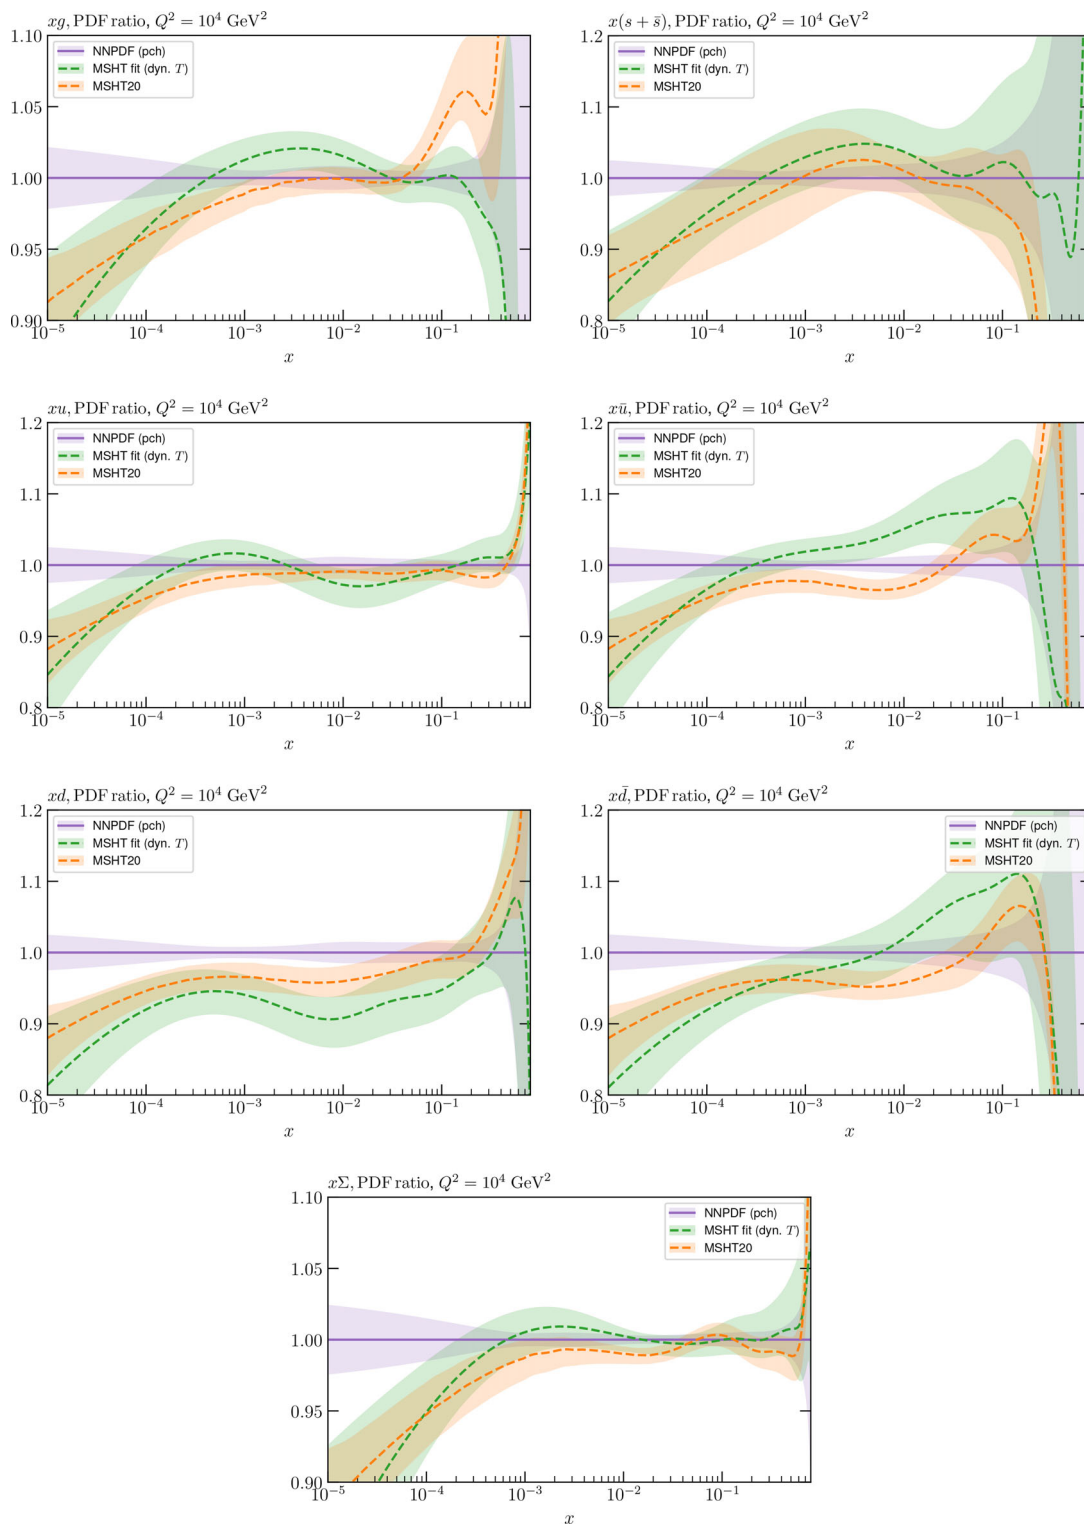 xg, PDF ratio, Q² = 10⁴ GeV²
NNPDF (pch)
MSHT fit (dyn. T)
MSHT20
1.10
1.05
1.00
0.95
0.90
10⁻⁵ 10⁻⁴ 10⁻³ 10⁻² 10⁻¹
x
x(s + s̄), PDF ratio, Q² = 10⁴ GeV²
NNPDF (pch)
MSHT fit (dyn. T)
MSHT20
1.2
1.1
1.0
0.9
0.8
10⁻⁵ 10⁻⁴ 10⁻³ 10⁻² 10⁻¹
x
xu, PDF ratio, Q² = 10⁴ GeV²
NNPDF (pch)
MSHT fit (dyn. T)
MSHT20
1.2
1.1
1.0
0.9
0.8
10⁻⁵ 10⁻⁴ 10⁻³ 10⁻² 10⁻¹
x
xū, PDF ratio, Q² = 10⁴ GeV²
NNPDF (pch)
MSHT fit (dyn. T)
MSHT20
1.2
1.1
1.0
0.9
0.8
10⁻⁵ 10⁻⁴ 10⁻³ 10⁻² 10⁻¹
x
xd, PDF ratio, Q² = 10⁴ GeV²
NNPDF (pch)
MSHT fit (dyn. T)
MSHT20
1.2
1.1
1.0
0.9
0.8
10⁻⁵ 10⁻⁴ 10⁻³ 10⁻² 10⁻¹
x
xd̄, PDF ratio, Q² = 10⁴ GeV²
NNPDF (pch)
MSHT fit (dyn. T)
MSHT20
1.2
1.1
1.0
0.9
0.8
10⁻⁵ 10⁻⁴ 10⁻³ 10⁻² 10⁻¹
x
xΣ, PDF ratio, Q² = 10⁴ GeV²
NNPDF (pch)
MSHT fit (dyn. T)
MSHT20
1.10
1.05
1.00
0.95
0.90
10⁻⁵ 10⁻⁴ 10⁻³ 10⁻² 10⁻¹
x